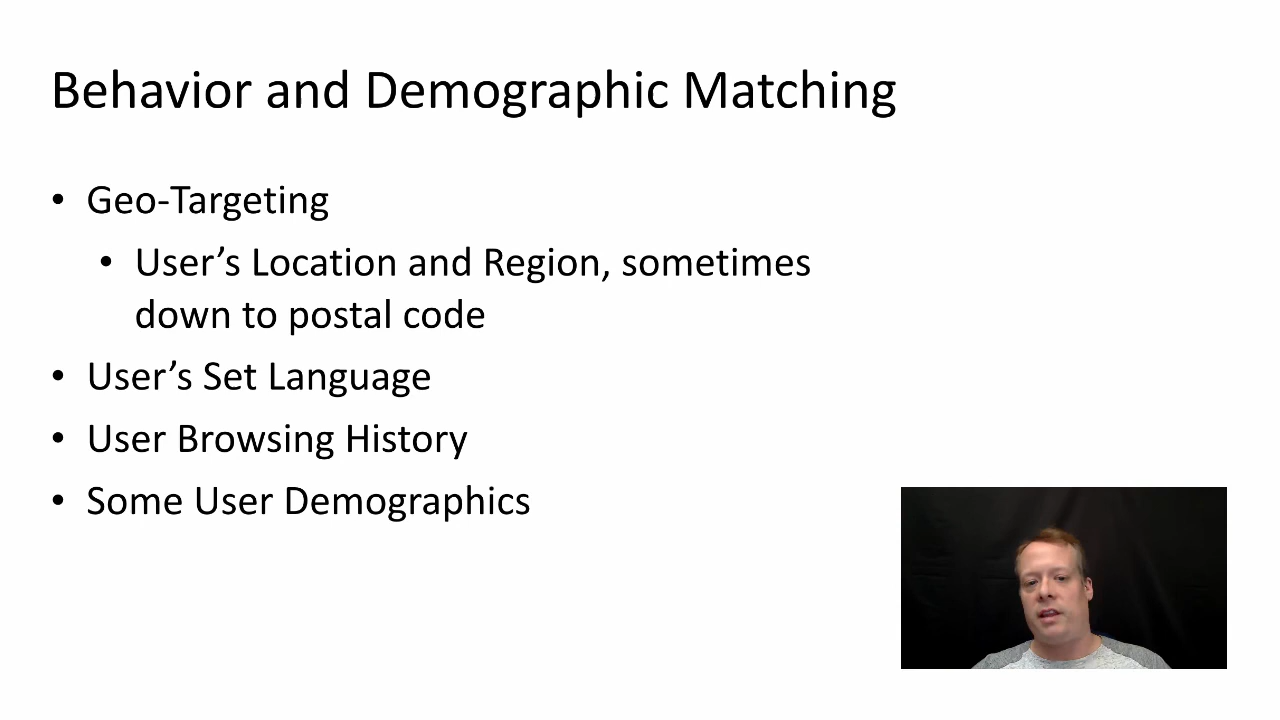 Behavior and Demographic Matching
• Geo-Targeting
• User’s Location and Region, sometimes
down to postal code
• User’s Set Language
• User Browsing History
• Some User Demographics